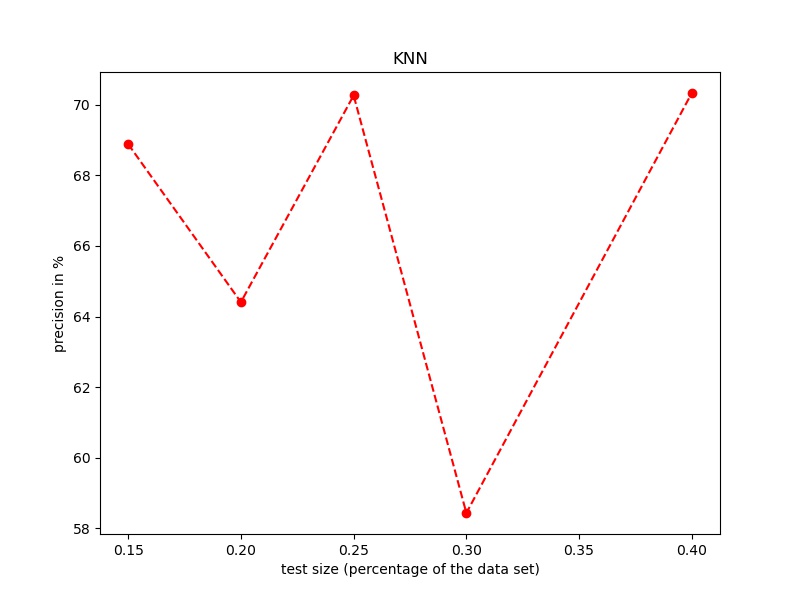 KNN
70
68
66
64
62
60
58
precision in %
0.15 0.20 0.25 0.30 0.35 0.40
test size (percentage of the data set)